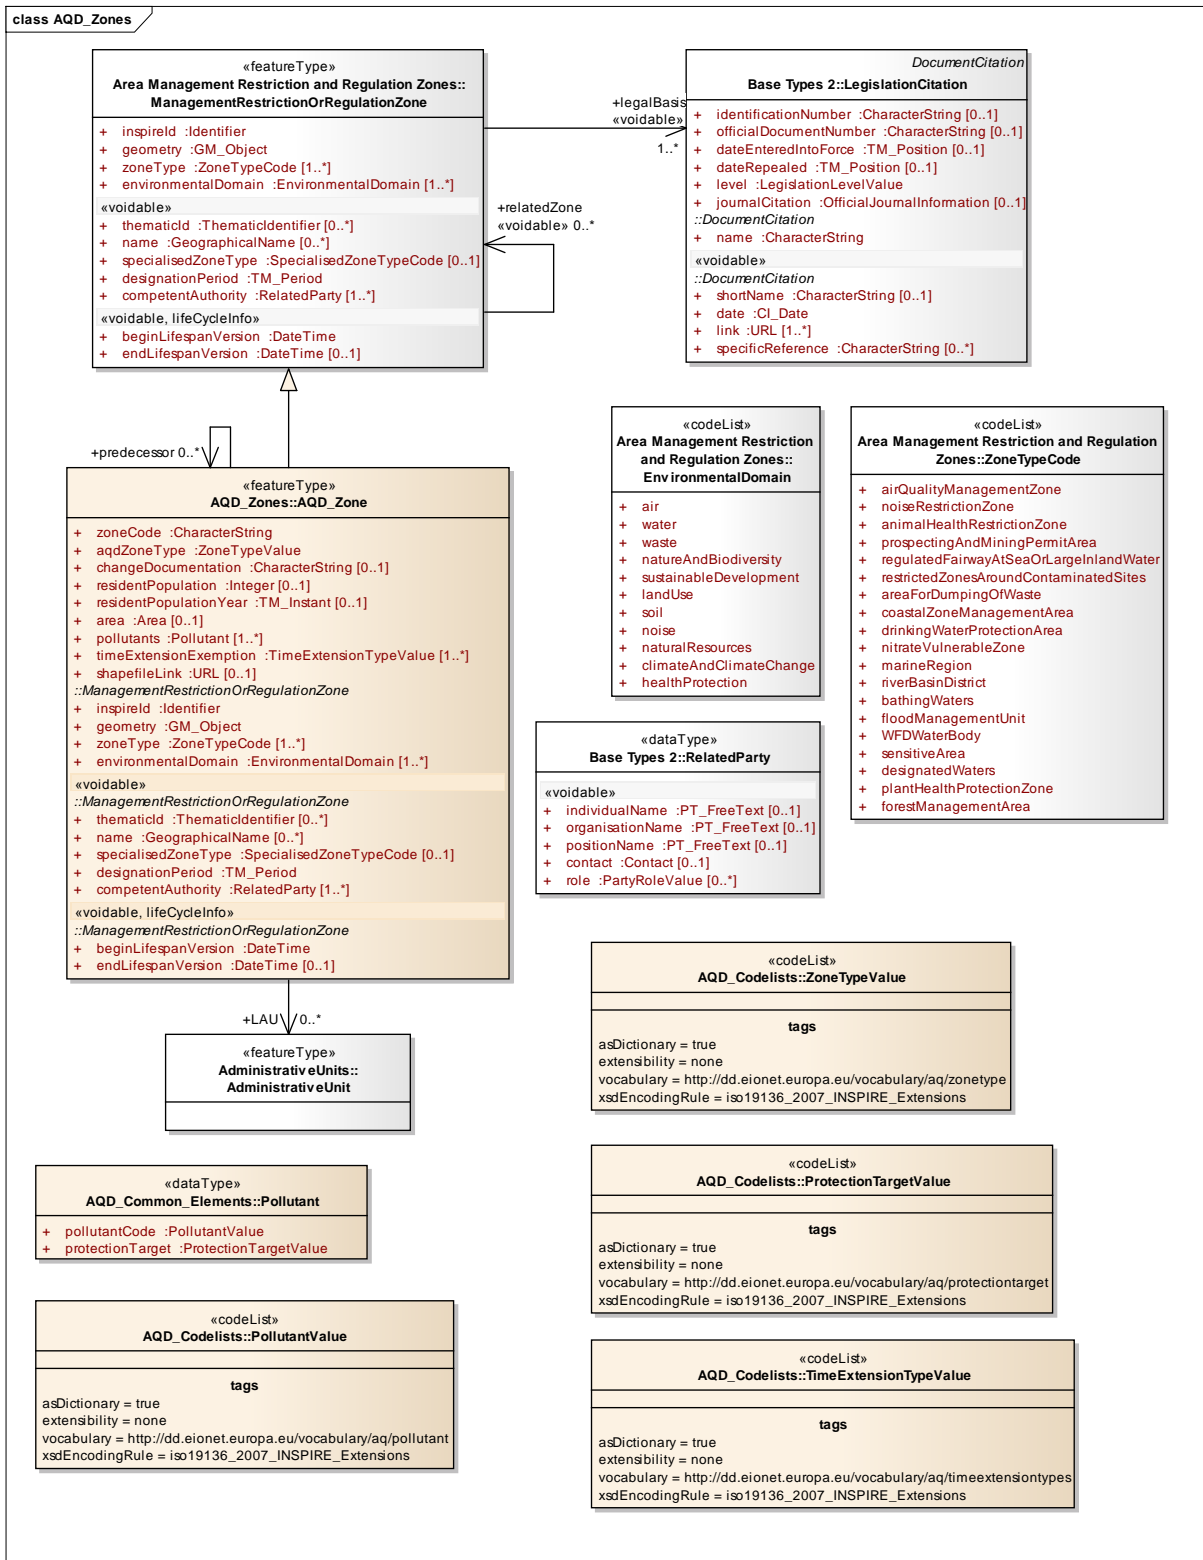 class AQD_Zones
«featureType»
Area Management Restriction and Regulation Zones::
ManagementRestrictionOrRegulationZone
+ inspireId :Identifier
+ geometry :GM_Object
+ zoneType :ZoneTypeCode [1..*]
+ environmentalDomain :EnvironmentalDomain [1..*]
«voidable»
+ thematicId :ThematicIdentifier [0..*]
+ name :GeographicalName [0..*]
+ specialisedZoneType :SpecialisedZoneTypeCode [0..1]
+ designationPeriod :TM_Period
+ competentAuthority :RelatedParty [1..*]
«voidable, lifeCycleInfo»
+ beginLifespanVersion :DateTime
+ endLifespanVersion :DateTime [0..1]
+legalBasis
«voidable»
1..*
DocumentCitation
Base Types 2::LegislationCitation
+ identificationNumber :CharacterString [0..1]
+ officialDocumentNumber :CharacterString [0..1]
+ dateEnteredIntoForce :TM_Position [0..1]
+ dateRepealed :TM_Position [0..1]
+ level :LegislationLevelValue
+ journalCitation :OfficialJournalInformation [0..1]
::DocumentCitation
+ name :CharacterString
«voidable»
::DocumentCitation
+ shortName :CharacterString [0..1]
+ date :CI_Date
+ link :URL [1..*]
+ specificReference :CharacterString [0..*]
+relatedZone
«voidable» 0..*
+predecessor 0..*
«featureType»
AQD_Zones::AQD_Zone
+ zoneCode :CharacterString
+ aqdZoneType :ZoneTypeValue
+ changeDocumentation :CharacterString [0..1]
+ residentPopulation :Integer [0..1]
+ residentPopulationYear :TM_Instant [0..1]
+ area :Area [0..1]
+ pollutants :Pollutant [1..*]
+ timeExtensionExemption :TimeExtensionTypeValue [1..*]
+ shapefileLink :URL [0..1]
::ManagementRestrictionOrRegulationZone
+ inspireId :Identifier
+ geometry :GM_Object
+ zoneType :ZoneTypeCode [1..*]
+ environmentalDomain :EnvironmentalDomain [1..*]
«voidable»
::ManagementRestrictionOrRegulationZone
+ thematicId :ThematicIdentifier [0..*]
+ name :GeographicalName [0..*]
+ specialisedZoneType :SpecialisedZoneTypeCode [0..1]
+ designationPeriod :TM_Period
+ competentAuthority :RelatedParty [1..*]
«voidable, lifeCycleInfo»
::ManagementRestrictionOrRegulationZone
+ beginLifespanVersion :DateTime
+ endLifespanVersion :DateTime [0..1]
«codeList»
Area Management Restriction
and Regulation Zones::
EnvironmentalDomain
+ air
+ water
+ waste
+ natureAndBiodiversity
+ sustainableDevelopment
+ landUse
+ soil
+ noise
+ naturalResources
+ climateAndClimateChange
+ healthProtection
«codeList»
Area Management Restriction and Regulation
Zones::ZoneTypeCode
+ airQualityManagementZone
+ noiseRestrictionZone
+ animalHealthRestrictionZone
+ prospectingAndMiningPermitArea
+ regulatedFairwayAtSeaOrLargeInlandWater
+ restrictedZonesAroundContaminatedSites
+ areaForDumpingOfWaste
+ coastalZoneManagementArea
+ drinkingWaterProtectionArea
+ nitrateVulnerableZone
+ marineRegion
+ riverBasinDistrict
+ bathingWaters
+ floodManagementUnit
+ WFDWaterBody
+ sensitiveArea
+ designatedWaters
+ plantHealthProtectionZone
+ forestManagementArea
«dataType»
Base Types 2::RelatedParty
«voidable»
+ individualName :PT_FreeText [0..1]
+ organisationName :PT_FreeText [0..1]
+ positionName :PT_FreeText [0..1]
+ contact :Contact [0..1]
+ role :PartyRoleValue [0..*]
+LAU 0..*
«featureType»
AdministrativeUnits::
AdministrativeUnit
«codeList»
AQD_Codelists::ZoneTypeValue
tags
asDictionary = true
extensibility = none
vocabulary = http://dd.eionet.europa.eu/vocabulary/aq/zonetype
xsdEncodingRule = iso19136_2007_INSPIRE_Extensions
«dataType»
AQD_Common_Elements::Pollutant
+ pollutantCode :PollutantValue
+ protectionTarget :ProtectionTargetValue
«codeList»
AQD_Codelists::ProtectionTargetValue
tags
asDictionary = true
extensibility = none
vocabulary = http://dd.eionet.europa.eu/vocabulary/aq/protectiontarget
xsdEncodingRule = iso19136_2007_INSPIRE_Extensions
«codeList»
AQD_Codelists::PollutantValue
tags
asDictionary = true
extensibility = none
vocabulary = http://dd.eionet.europa.eu/vocabulary/aq/pollutant
xsdEncodingRule = iso19136_2007_INSPIRE_Extensions
«codeList»
AQD_Codelists::TimeExtensionTypeValue
tags
asDictionary = true
extensibility = none
vocabulary = http://dd.eionet.europa.eu/vocabulary/aq/timeextensiontypes
xsdEncodingRule = iso19136_2007_INSPIRE_Extensions